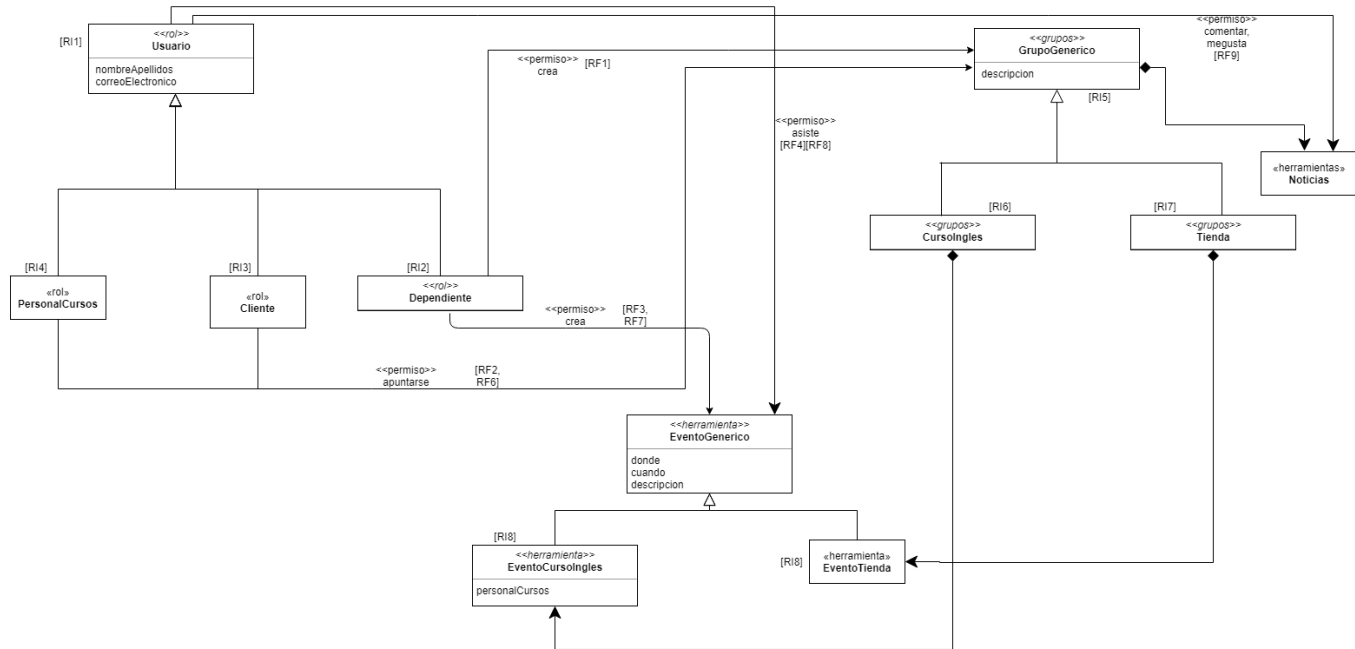 <<rol>>
Usuario
[RI1]
nombreApellidos
correoElectronico
<<permiso>>
crea
[RF1]
<<grupos>>
GrupoGenerico
descripcion
[RI5]
<<permiso>>
comentar,
megusta
[RF9]
<<permiso>>
asiste
[RF4][RF8]
«herramientas»
Noticias
[RI6]
<<grupos>>
CursoIngles
[RI7]
<<grupos>>
Tienda
[RI4]
«rol»
PersonalCursos
[RI3]
«rol»
Cliente
[RI2]
<<rol>>
Dependiente
<<permiso>>
crea
[RF3,
RF7]
<<permiso>>
apuntarse
[RF2,
RF6]
<<herramienta>>
EventoGenerico
donde
cuando
descripcion
[RI8]
<<herramienta>>
EventoCursoIngles
personalCursos
[RI8]
«herramienta»
EventoTienda